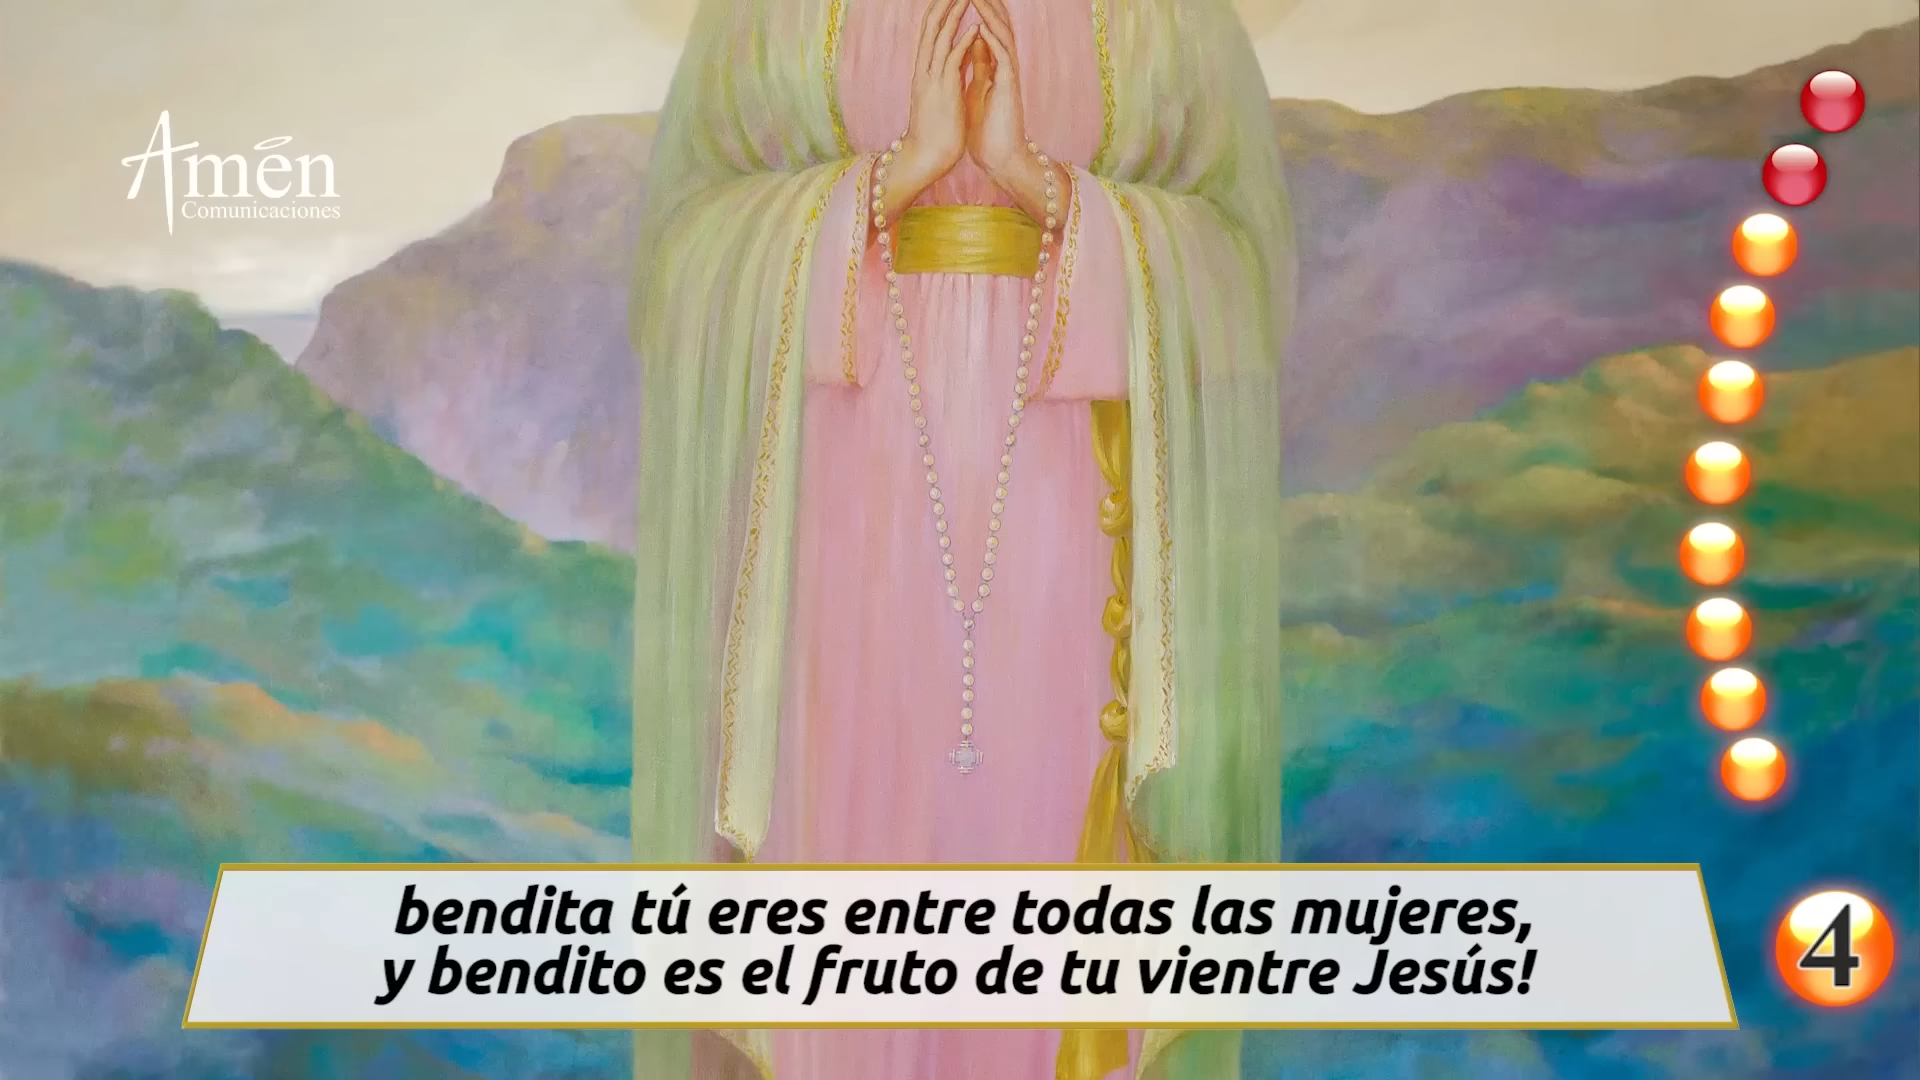 Amén
Comunicaciones
bendita tú eres entre todas las mujeres,
y bendito es el fruto de tu vientre Jesús!
4